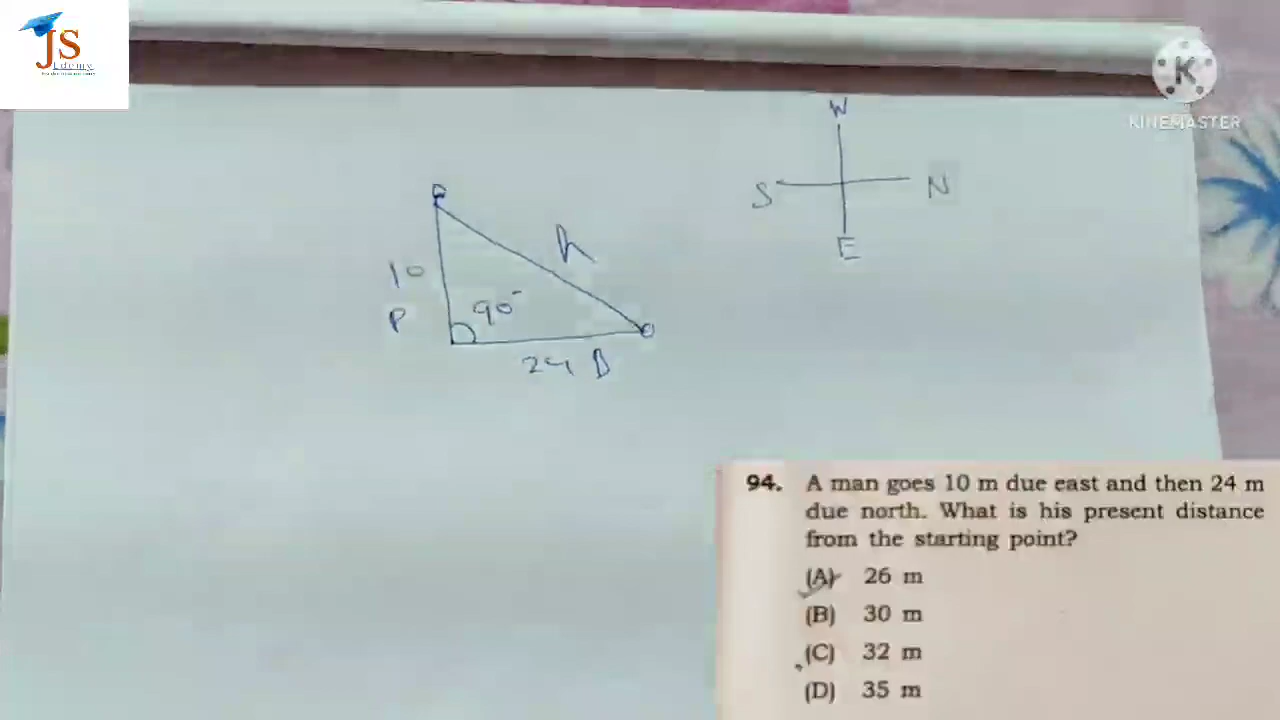 JS
Edemy
K
KINEMASTER
W
S
N
E
P
h
10
P
90°
24 B
94. A man goes 10 m due east and then 24 m
due north. What is his present distance
from the starting point?
(A) 26 m
(B) 30 m
(C) 32 m
(D) 35 m